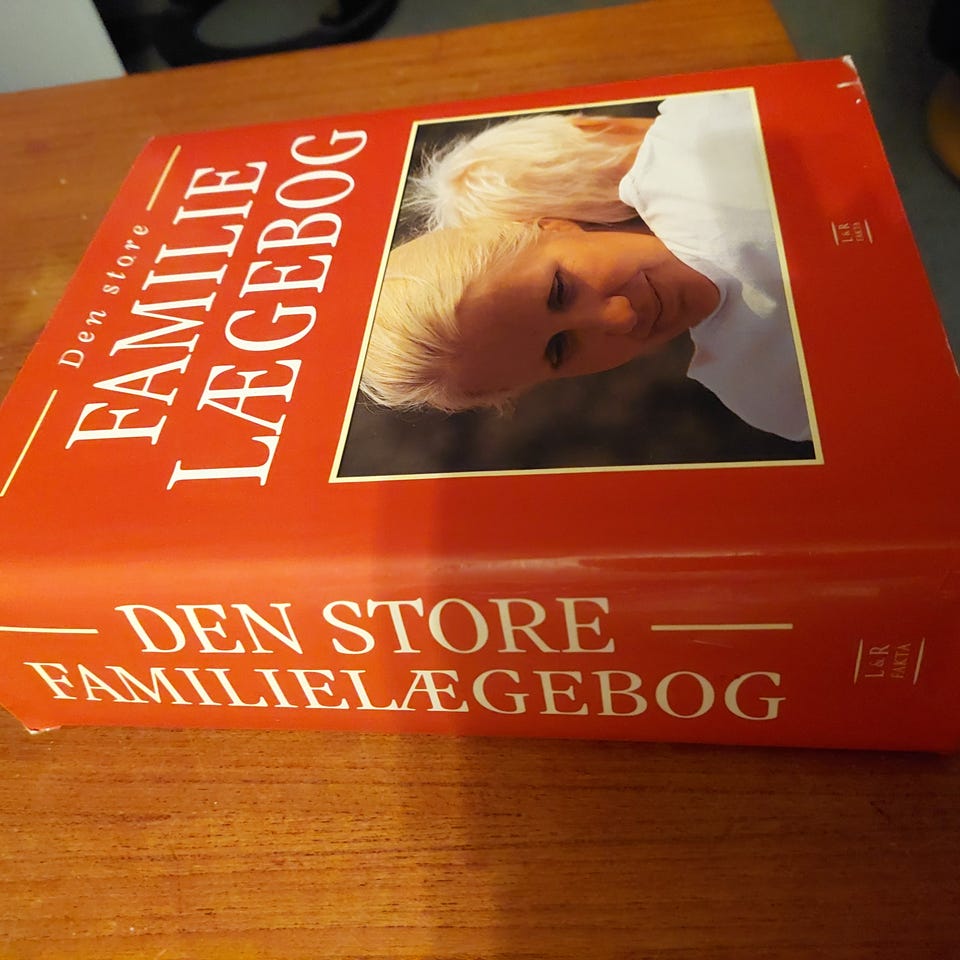 Den store
FAMILIE
LÆGEBOG
L&R
FAKTA
DEN STORE
FAMILIELÆGEBOG
L&R
FAKTA